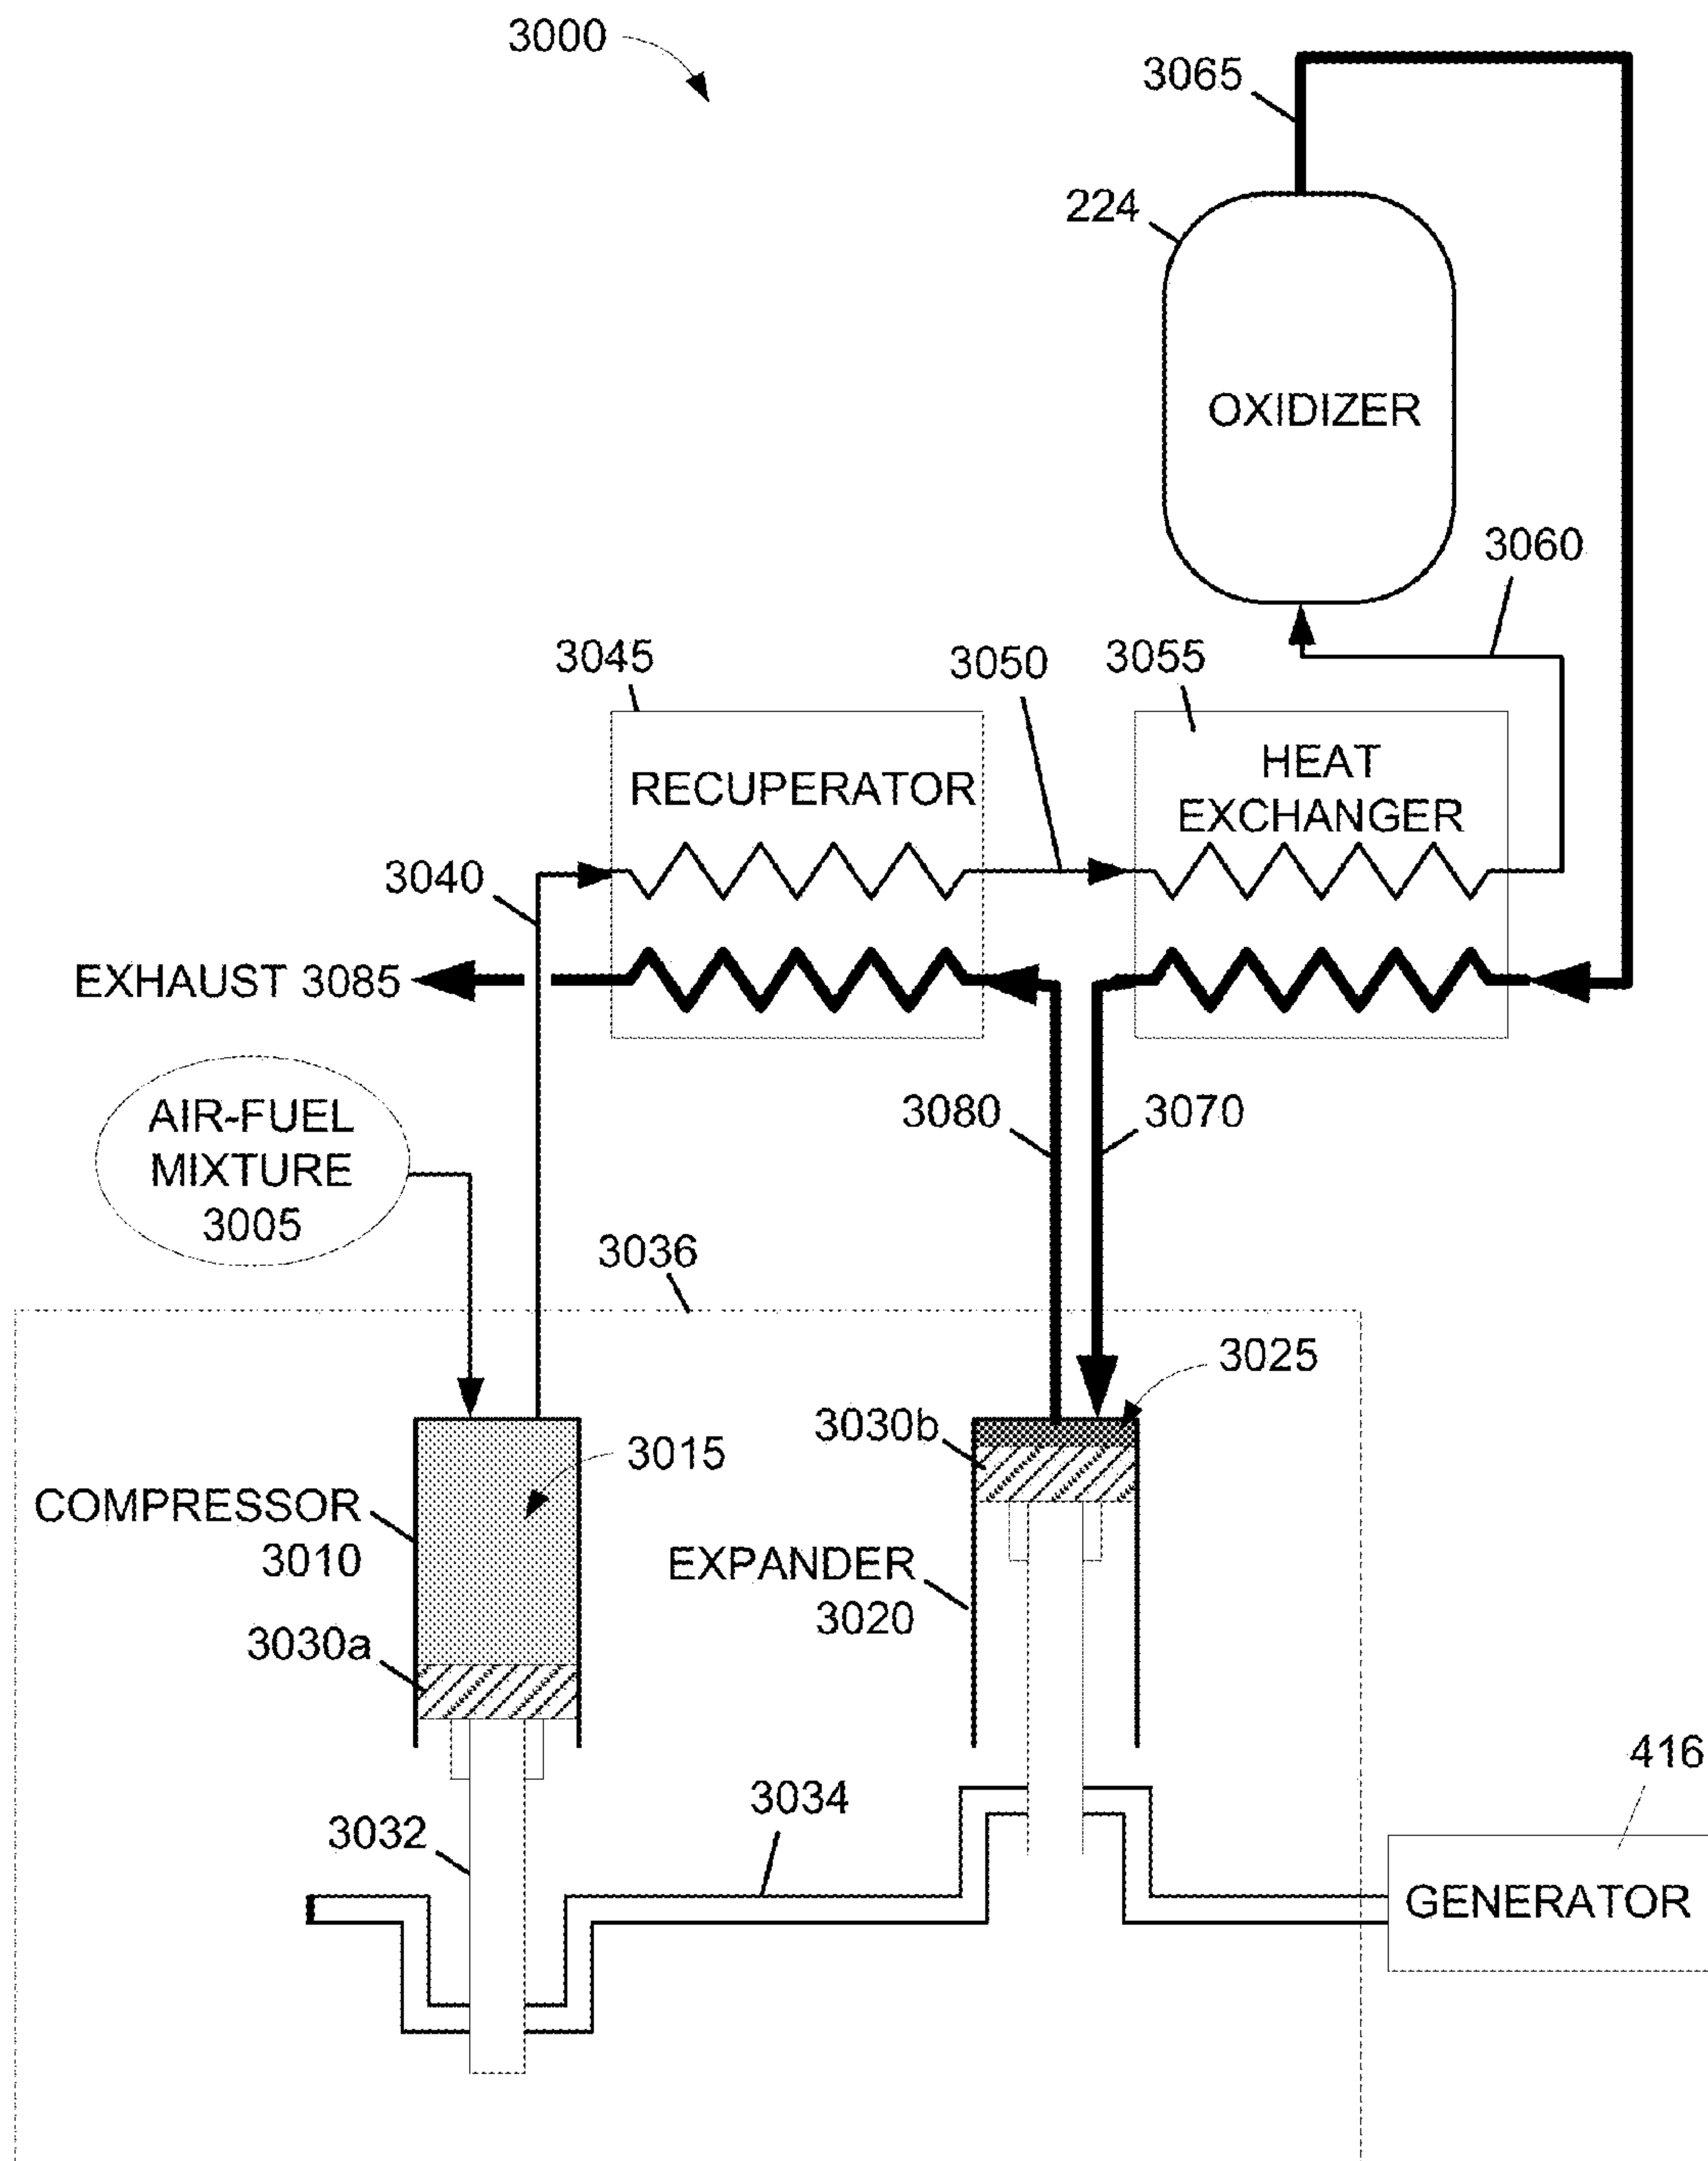 3000
3065
224
OXIDIZER
3060
3045
3050
3055
RECUPERATOR
HEAT
EXCHANGER
3040
EXHAUST 3085
AIR-FUEL
MIXTURE
3005
3080
3070
3036
3025
3030b
3015
COMPRESSOR
3010
EXPANDER
3020
3030a
416
3034
3032
GENERATOR